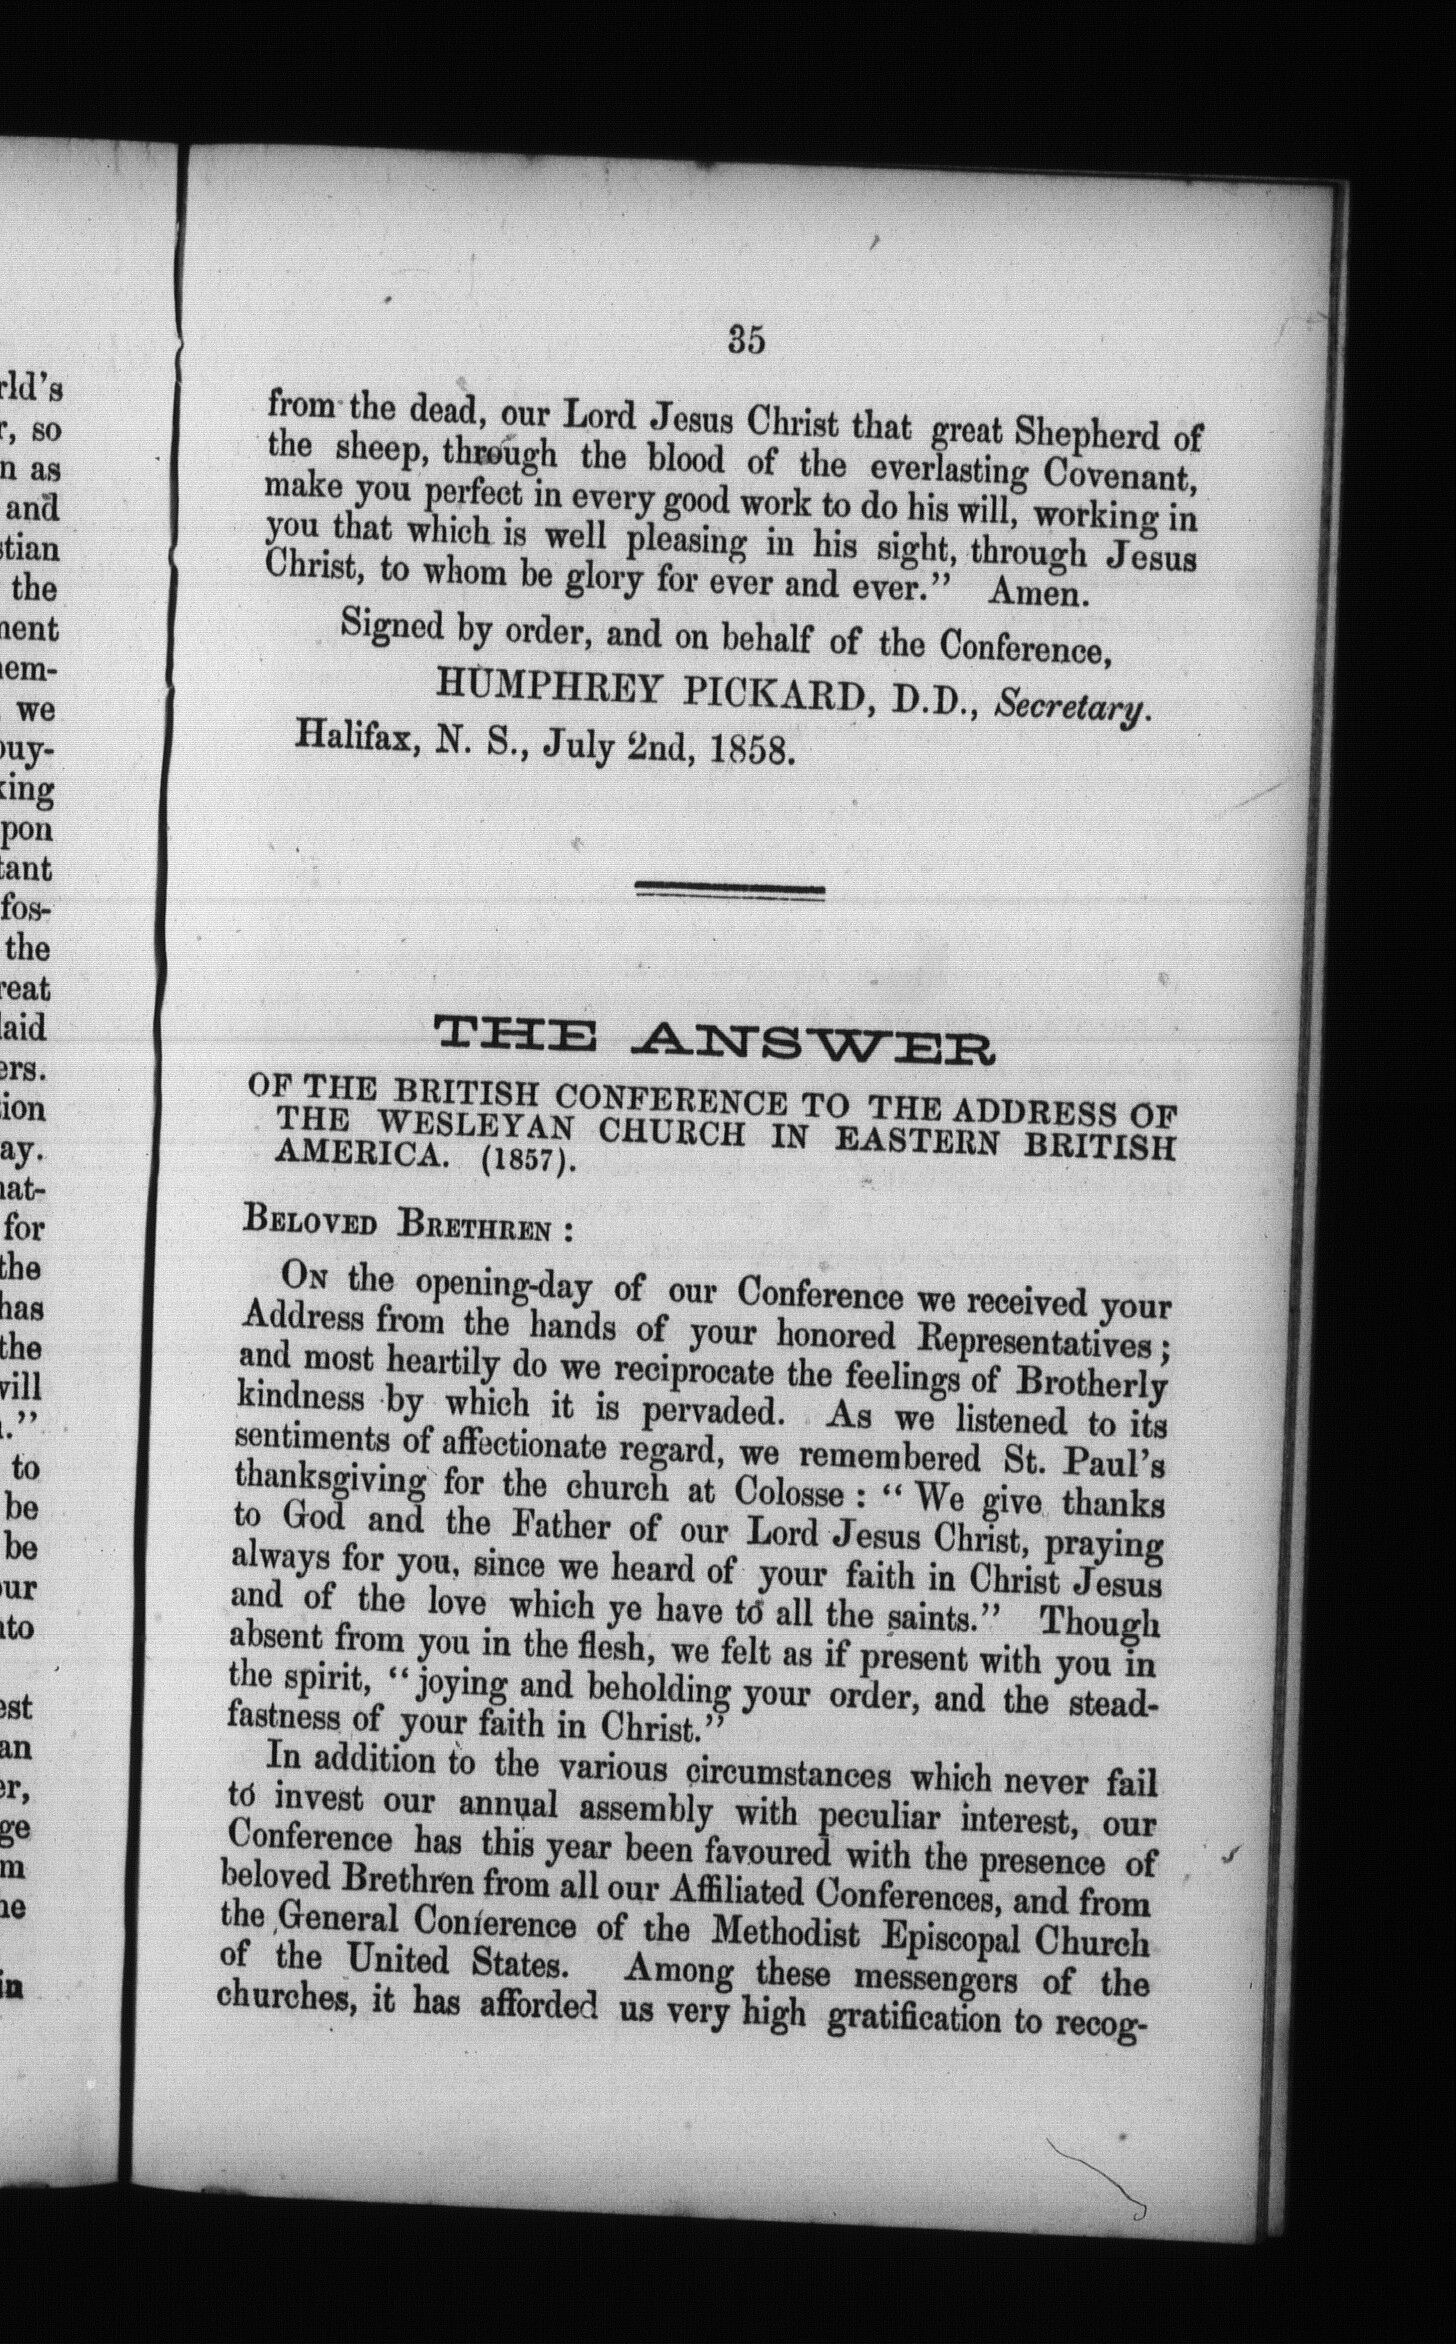 35
from the dead, our Lord Jesus Christ that great Shepherd of
the sheep, through the blood of the everlasting Covenant,
make you perfect in every good work to do his will, working in
you that which is well pleasing in his sight, through Jesus
Christ, to whom be glory for ever and ever." Amen.
Signed by order, and on behalf of the Conference,
HUMPHREY PICKARD, D.D., Secretary.
Halifax, N. S., July 2nd, 1858.
THE ANSWER
OF THE BRITISH CONFERENCE TO THE ADDRESS OF
THE WESLEYAN CHURCH IN EASTERN BRITISH
AMERICA. (1857).
BELOVED BRETHREN :
ON the opening-day of our Conference we received your
Address from the hands of your honored Representatives ;
and most heartily do we reciprocate the feelings of Brotherly
kindness by which it is pervaded. As we listened to its
sentiments of affectionate regard, we remembered St. Paul's
thanksgiving for the church at Colosse : " We give thanks
to God and the Father of our Lord Jesus Christ, praying
always for you, since we heard of your faith in Christ Jesus
and of the love which ye have to all the saints." Though
absent from you in the flesh, we felt as if present with you in
the spirit, " joying and beholding your order, and the stead-
fastness of your faith in Christ."
In addition to the various circumstances which never fail
to invest our annual assembly with peculiar interest, our
Conference has this year been favoured with the presence of
beloved Brethren from all our Affiliated Conferences, and from
the General Conference of the Methodist Episcopal Church
of the United States. Among these messengers of the
churches, it has afforded us very high gratification to recog-